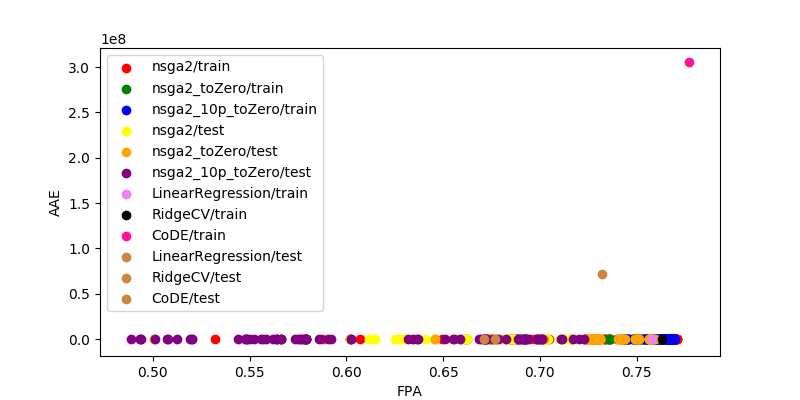 1e8
3.0
2.5
2.0
1.5
1.0
0.5
0.0
AAE
nsga2/train
nsga2_toZero/train
nsga2_10p_toZero/train
nsga2/test
nsga2_toZero/test
nsga2_10p_toZero/test
LinearRegression/train
RidgeCV/train
CoDE/train
LinearRegression/test
RidgeCV/test
CoDE/test
0.50 0.55 0.60 0.65 0.70 0.75
FPA